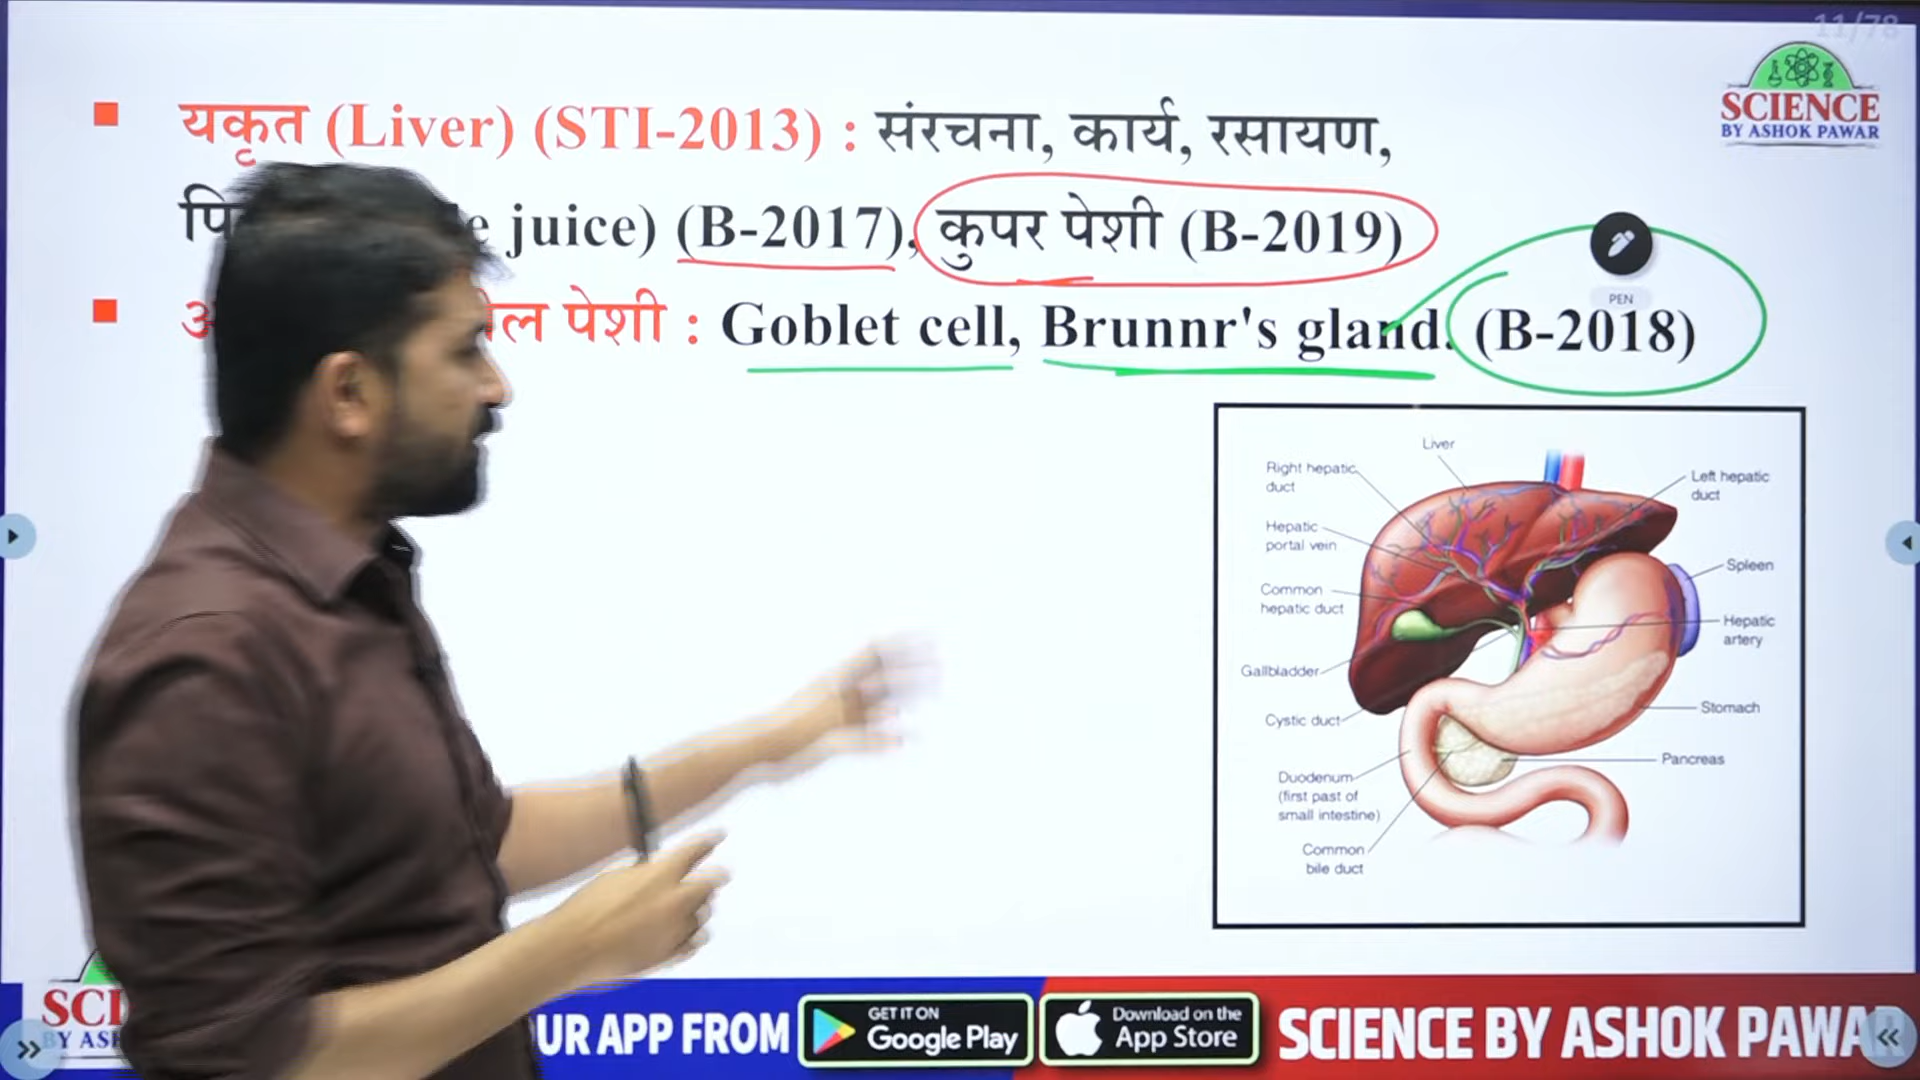 11/78
SCIENCE
BY ASHOK PAWAR
यकृत (Liver) (STI-2013) : संरचना, कार्य, रसायण,
juice) (B-2017), कुपर पेशी (B-2019)
पेशी : Goblet cell, Brunnr's gland. (B-2018)
PEN
Liver
Right hepatic
duct
Left hepatic
duct
Hepatic
portal vein
Spleen
Common
hepatic duct
Hepatic
artery
Gallbladder
Stomach
Cystic duct
Pancreas
Duodenum
(first past of
small intestine)
Common
bile duct
APP FROM
GET IT ON
Google Play
Download on the
App Store
SCIENCE BY ASHOK PAWA